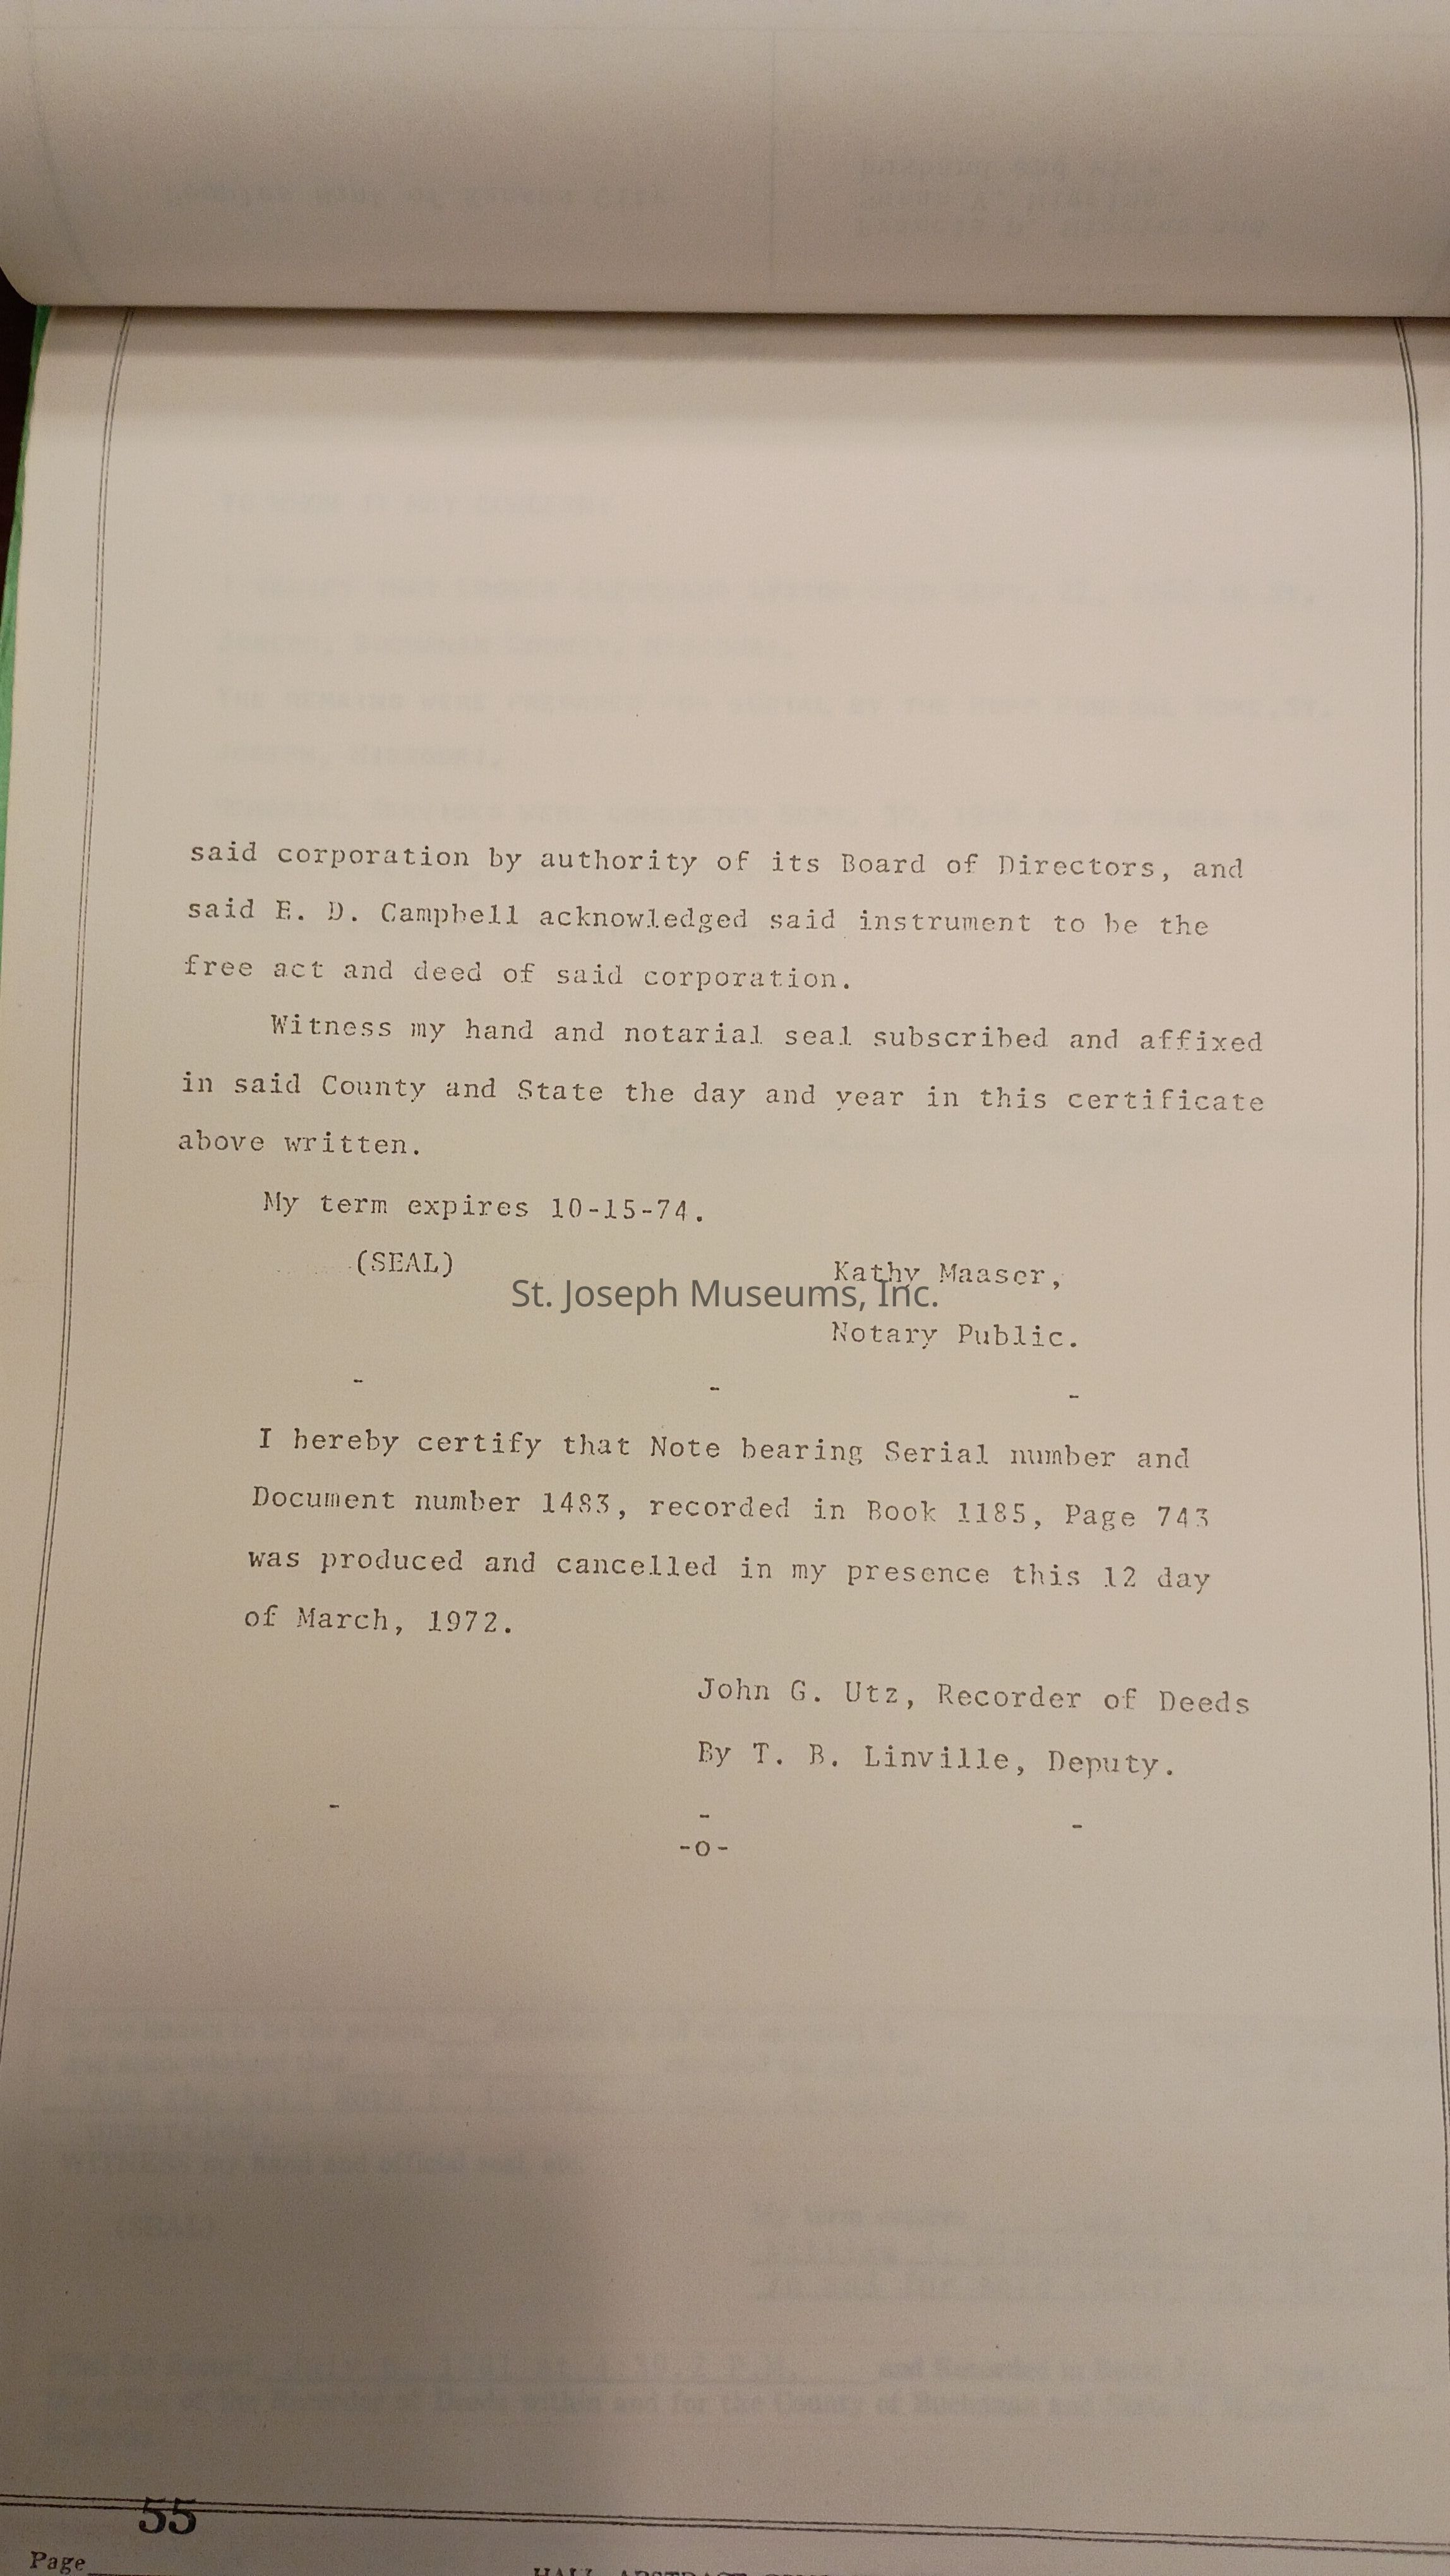 said corporation by authority of its Board of Directors, and
said E. D. Campbell acknowledged said instrument to be the
free act and deed of said corporation.
Witness my hand and notarial seal subscribed and affixed
in said County and State the day and year in this certificate
above written.
My term expires 10-15-74.
(SEAL)
Kathy Maaser,
St. Joseph Museums, Inc.
Notary Public.
- - -
I hereby certify that Note bearing Serial number and
Document number 1483, recorded in Book 1185, Page 743
was produced and cancelled in my presence this 12 day
of March, 1972.
John G. Utz, Recorder of Deeds
By T. B. Linville, Deputy.
- - -
-o-
55
Page
HALL ABSTRACT